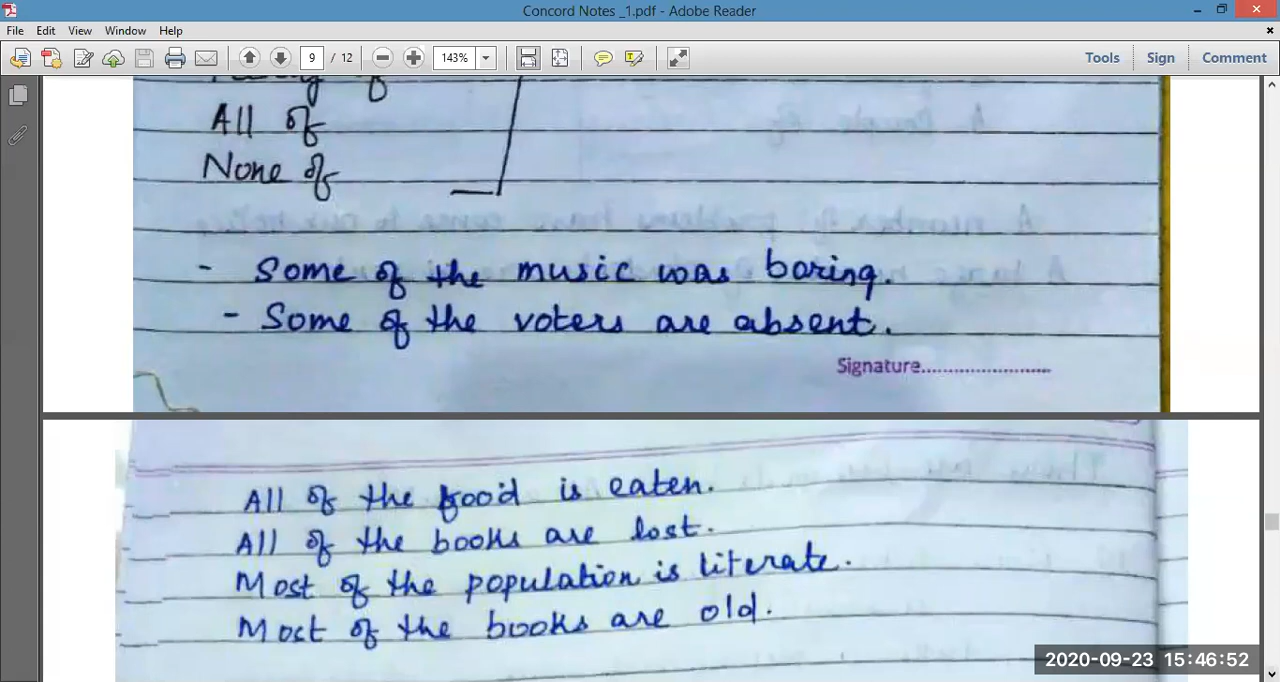 Concord Notes _1.pdf - Adobe Reader
File Edit View Window Help
9 / 12 143% Tools Sign Comment
All of
None of
- Some of the music was boring.
- Some of the voters are absent.
Signature........................
All of the food is eaten.
All of the books are lost.
Most of the population is literate.
Most of the books are old.
2020-09-23 15:46:52